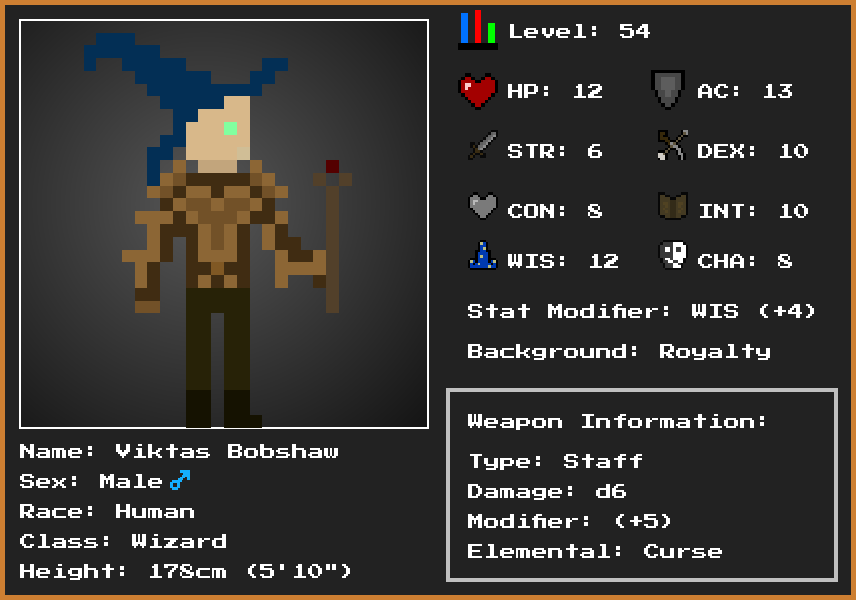 Level: 54
HP: 12 AC: 13
STR: 6 DEX: 10
CON: 8 INT: 10
WIS: 12 CHA: 8
Stat Modifier: WIS (+4)
Background: Royalty
Weapon Information:
Type: Staff
Damage: d6
Modifier: (+5)
Elemental: Curse
Name: Viktas Bobshaw
Sex: Male ♂
Race: Human
Class: Wizard
Height: 178cm (5'10")